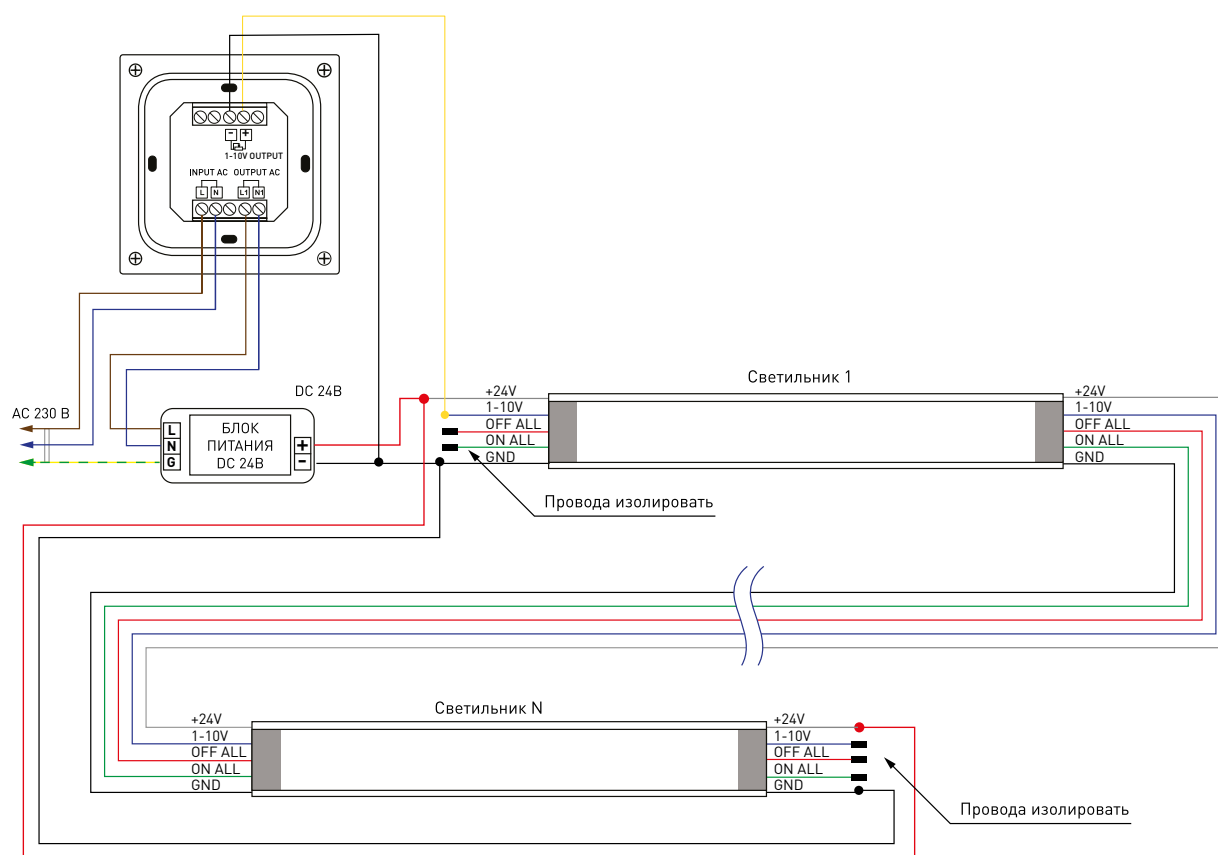 - +
1-10V OUTPUT
INPUT AC OUTPUT AC
L N L1 N1
DC 24В
AC 230 В
L
N
G
БЛОК
ПИТАНИЯ
DC 24В
+
-
Светильник 1
+24V
1-10V
OFF ALL
ON ALL
GND
+24V
1-10V
OFF ALL
ON ALL
GND
Провода изолировать
Светильник N
+24V
1-10V
OFF ALL
ON ALL
GND
+24V
1-10V
OFF ALL
ON ALL
GND
Провода изолировать